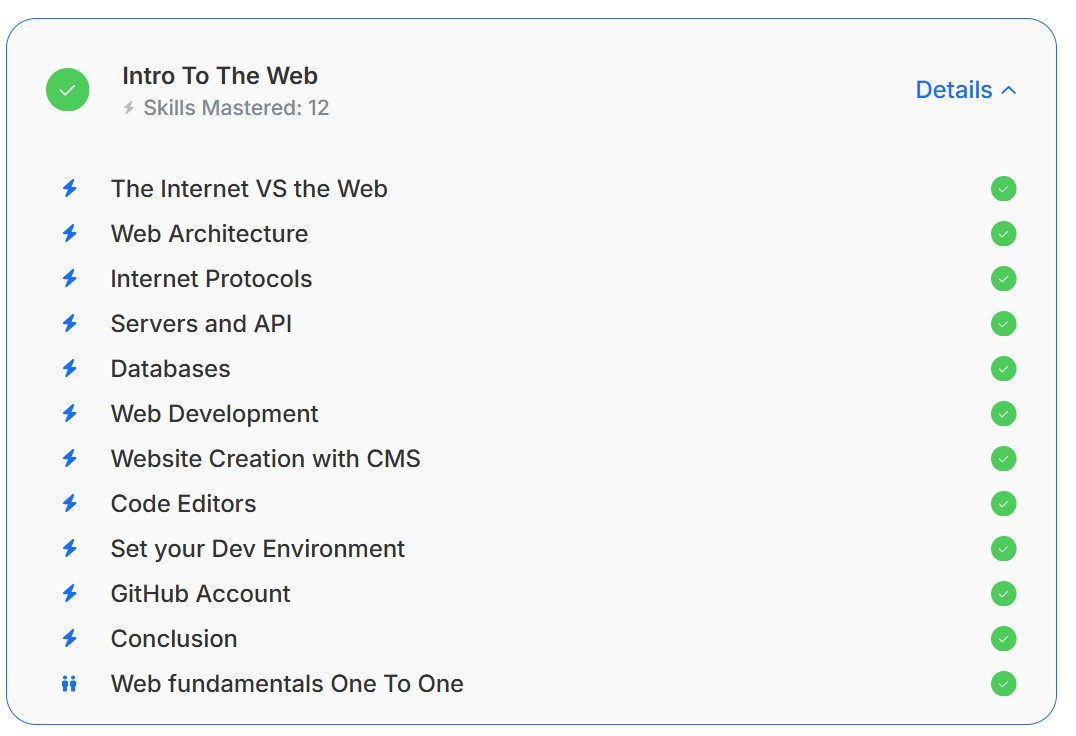 Intro To The Web
Skills Mastered: 12
Details
The Internet VS the Web
Web Architecture
Internet Protocols
Servers and API
Databases
Web Development
Website Creation with CMS
Code Editors
Set your Dev Environment
GitHub Account
Conclusion
Web fundamentals One To One